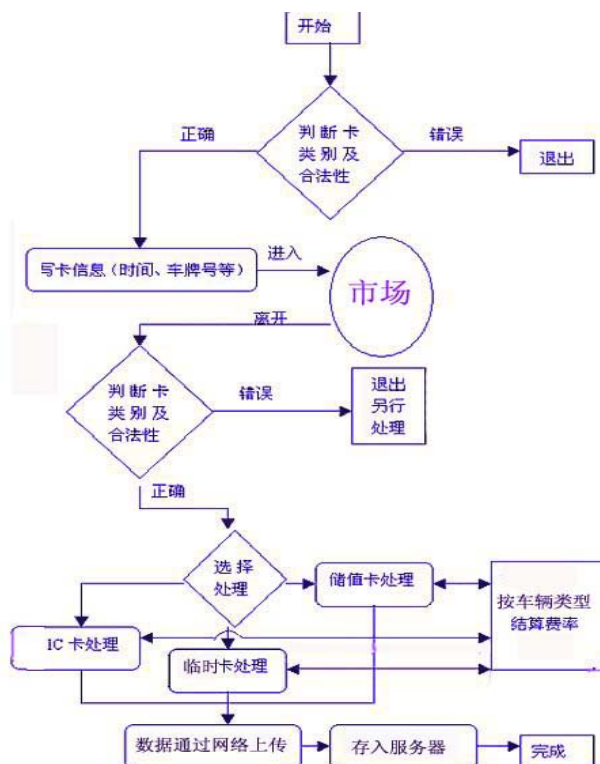 开始
判断卡
类别及
合法性
正确
错误
退出
写卡信息（时间、车牌号等）
进入
市场
离开
判断卡
类别及
合法性
错误
退出
另行
处理
正确
选择
处理
储值卡处理
按车辆类型
结算费率
IC 卡处理
临时卡处理
数据通过网络上传
存入服务器
完成